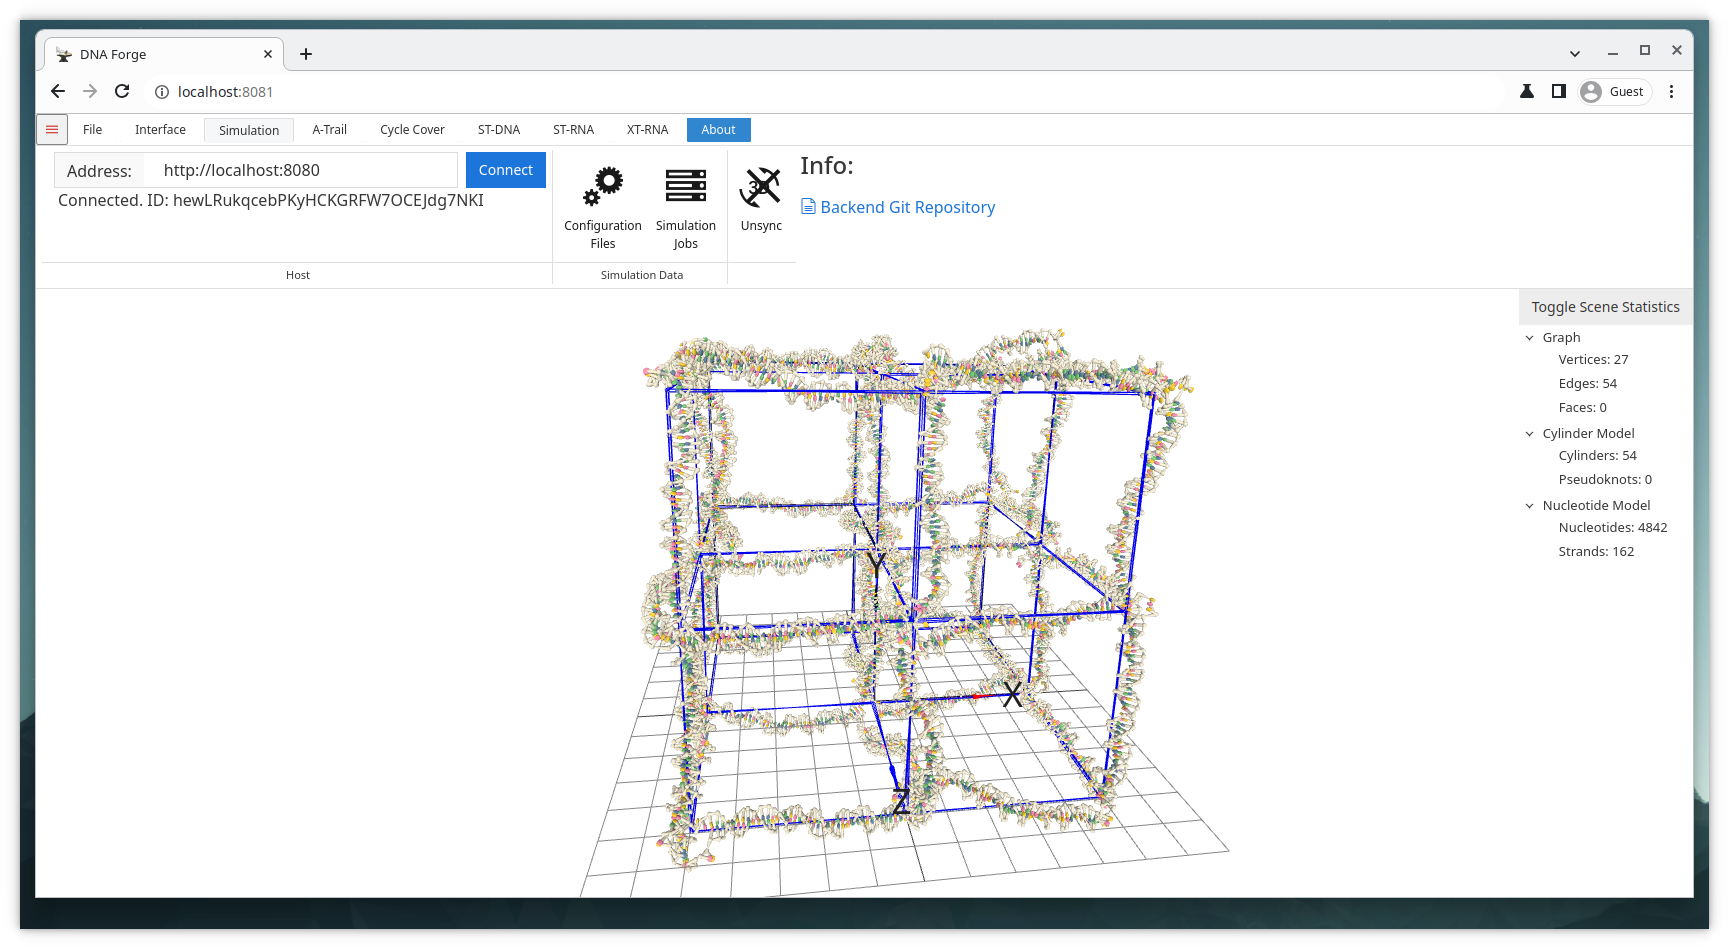 DNA Forge
localhost:8081
Guest
File Interface Simulation A-Trail Cycle Cover ST-DNA ST-RNA XT-RNA About
Address: http://localhost:8080 Connect
Connected. ID: hewLRukqcebPKyHCKGRFW7OCEJdg7NKI
Host
Configuration
Files
Simulation
Jobs
Simulation Data
3D
Unsync
Info:
Backend Git Repository
Toggle Scene Statistics
Graph
Vertices: 27
Edges: 54
Faces: 0
Cylinder Model
Cylinders: 54
Pseudoknots: 0
Nucleotide Model
Nucleotides: 4842
Strands: 162
Y
X
Z